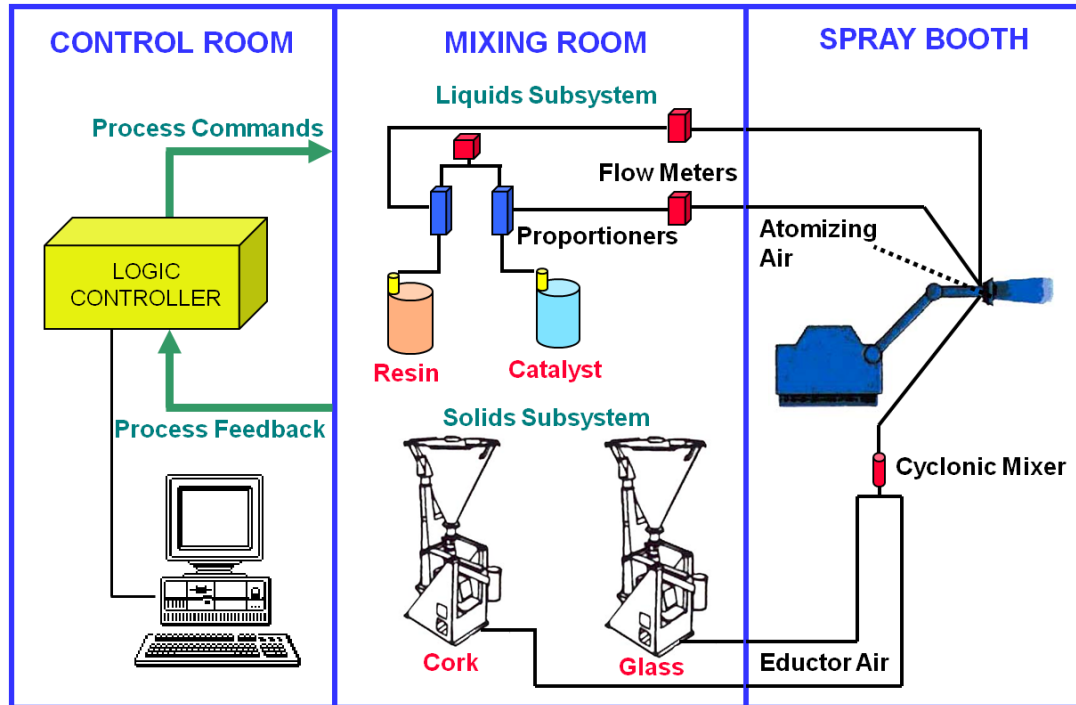 CONTROL ROOM
Process Commands
LOGIC
CONTROLLER
Process Feedback
MIXING ROOM
Liquids Subsystem
Flow Meters
Proportioners
Resin
Catalyst
Solids Subsystem
Cork
Glass
SPRAY BOOTH
Atomizing
Air
Cyclonic Mixer
Eductor Air